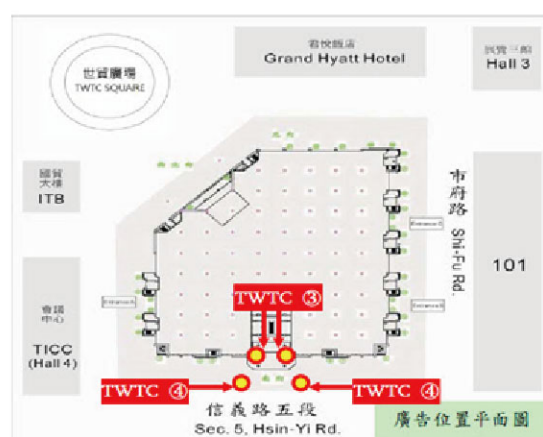 君悅飯店
Grand Hyatt Hotel
展覽三館
Hall 3
世貿廣場
TWTC SQUARE
國貿
大樓
ITB
市府路
Shi-Fu Rd.
101
會議
中心
TICC
(Hall 4)
TWTC ③
TWTC ④
TWTC ④
信義路五段
Sec. 5, Hsin-Yi Rd.
廣告位置平面圖